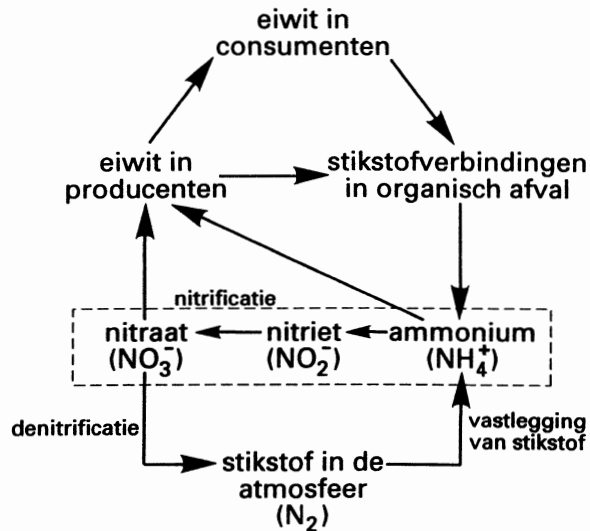 eiwit in
consumenten
eiwit in
producenten
stikstofverbindingen
in organisch afval
nitrificatie
nitraat
(NO₃⁻)
nitriet
(NO₂⁻)
ammonium
(NH₄⁺)
denitrificatie
vastlegging
van stikstof
stikstof in de
atmosfeer
(N₂)